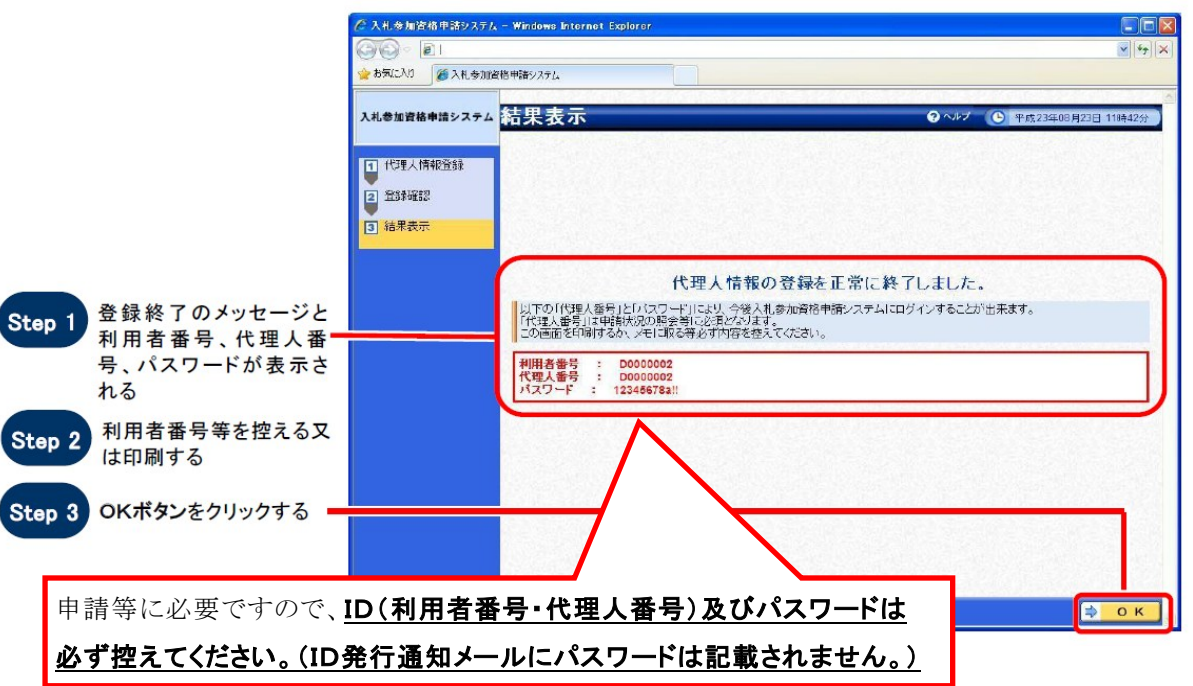 入札参加資格申請システム - Windows Internet Explorer
お気に入り
入札参加資格申請システム
入札参加資格申請システム
結果表示
ヘルプ
平成23年08月23日 11時42分
1 代理人情報登録
2 登録確認
3 結果表示
代理人情報の登録を正常に終了しました。
以下の「代理人番号」と「パスワード」により、今後入札参加資格申請システムにログインすることが出来ます。
「代理人番号」は申請状況の照会等に必須となります。
この画面を印刷するか、メモに取る等必ず内容を控えてください。
利用者番号 : D0000002
代理人番号 : D0000002
パスワード : 12345678a!!
Step 1
登録終了のメッセージと
利用者番号、代理人番
号、パスワードが表示さ
れる
Step 2
利用者番号等を控える又
は印刷する
Step 3
OKボタンをクリックする
O K
申請等に必要ですので、ID(利用者番号・代理人番号)及びパスワードは
必ず控えてください。(ID発行通知メールにパスワードは記載されません。)